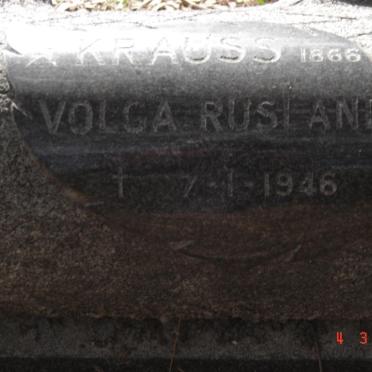 KRAUSS 1866
VOLGA RUSLAND
† 7-1-1946
4 3